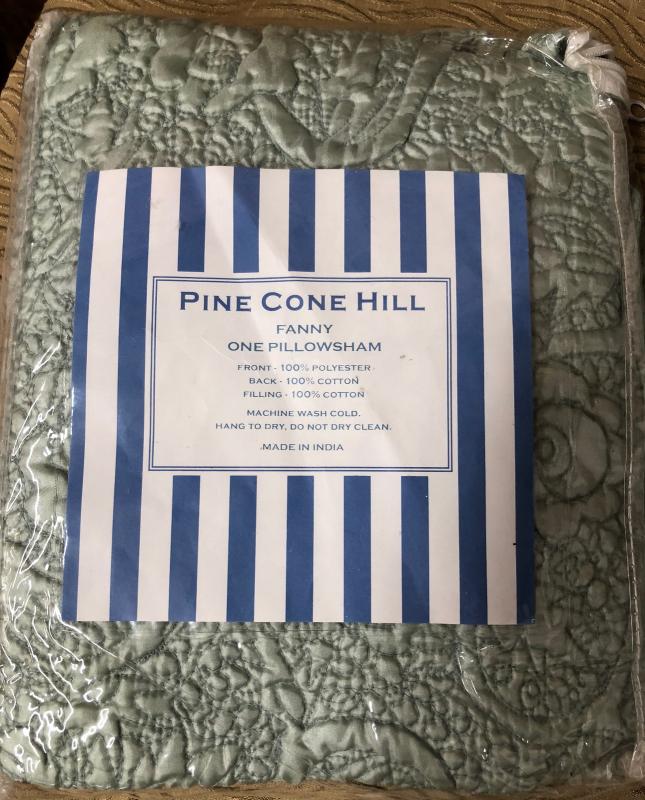 PINE CONE HILL
FANNY
ONE PILLOWSHAM
FRONT - 100% POLYESTER
BACK - 100% COTTON
FILLING - 100% COTTON
MACHINE WASH COLD.
HANG TO DRY, DO NOT DRY CLEAN.
MADE IN INDIA